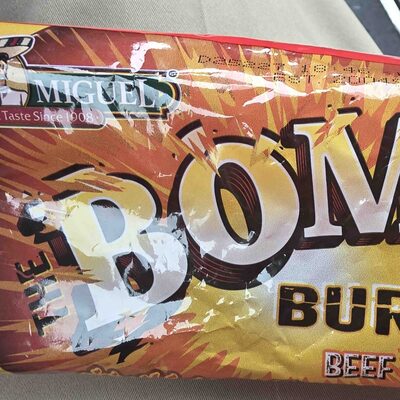 MIGUEL
Taste Since 1908
THE
BOM
BUR
BEEF